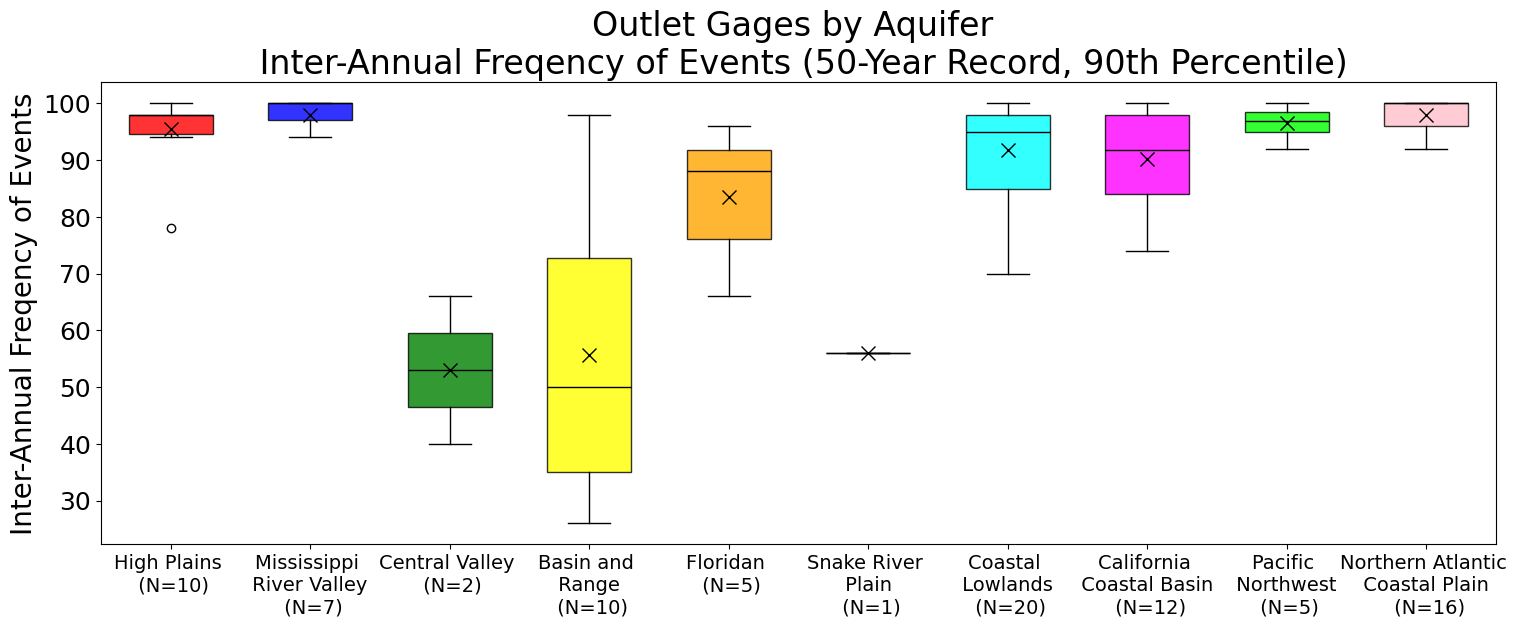 Outlet Gages by Aquifer
Inter-Annual Freqency of Events (50-Year Record, 90th Percentile)
Inter-Annual Freqency of Events
100
90
80
70
60
50
40
30
High Plains
(N=10)
Mississippi
River Valley
(N=7)
Central Valley
(N=2)
Basin and
Range
(N=10)
Floridan
(N=5)
Snake River
Plain
(N=1)
Coastal
Lowlands
(N=20)
California
Coastal Basin
(N=12)
Pacific
Northwest
(N=5)
Northern Atlantic
Coastal Plain
(N=16)